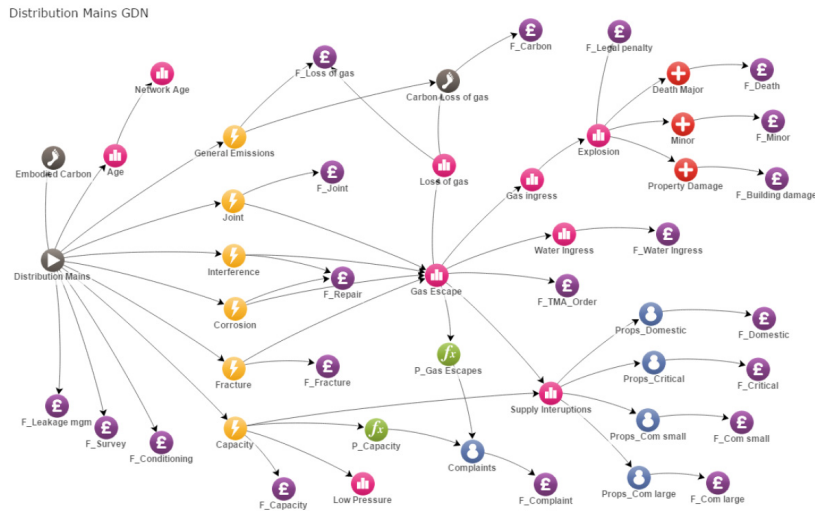 Distribution Mains GDN
F_Carbon
F_Legal penalty
F_Loss of gas
Network Age
Carbon Loss of gas
Death Major
F_Death
General Emissions
Minor
F_Minor
Explosion
Embodied Carbon
Age
Loss of gas
F_Joint
Gas ingress
Property Damage
F_Building damage
Joint
Water Ingress
F_Water Ingress
Distribution Mains
Interference
Gas Escape
F_Repair
F_TMA_Order
Corrosion
Props_Domestic
F_Domestic
P_Gas Escapes
Fracture
F_Fracture
Props_Critical
F_Critical
F_Leakage mgm
Supply Interuptions
F_Survey
Props_Com small
F_Com small
F_Conditioning
Capacity
P_Capacity
Complaints
Props_Com large
F_Com large
F_Capacity
Low Pressure
F_Complaint